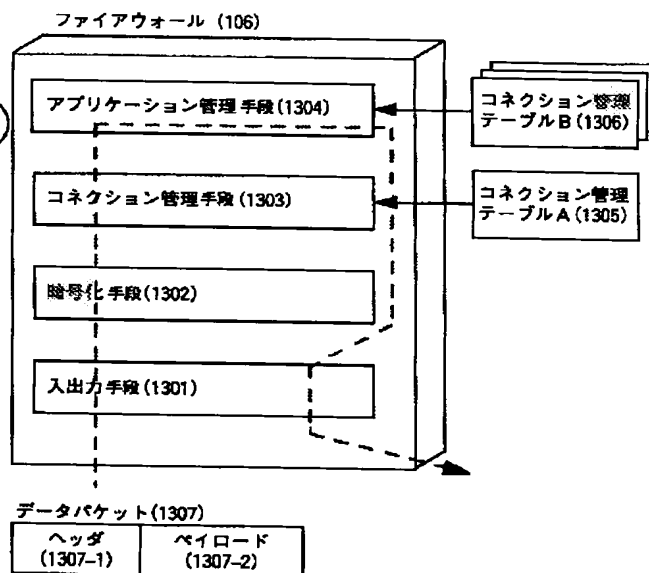 ファイアウォール (106)
アプリケーション管理手段(1304)
コネクション管理
テーブルB(1306)
コネクション管理手段(1303)
コネクション管理
テーブルA(1305)
暗号化手段(1302)
入出力手段(1301)
データパケット(1307)
ヘッダ
(1307-1)
ペイロード
(1307-2)